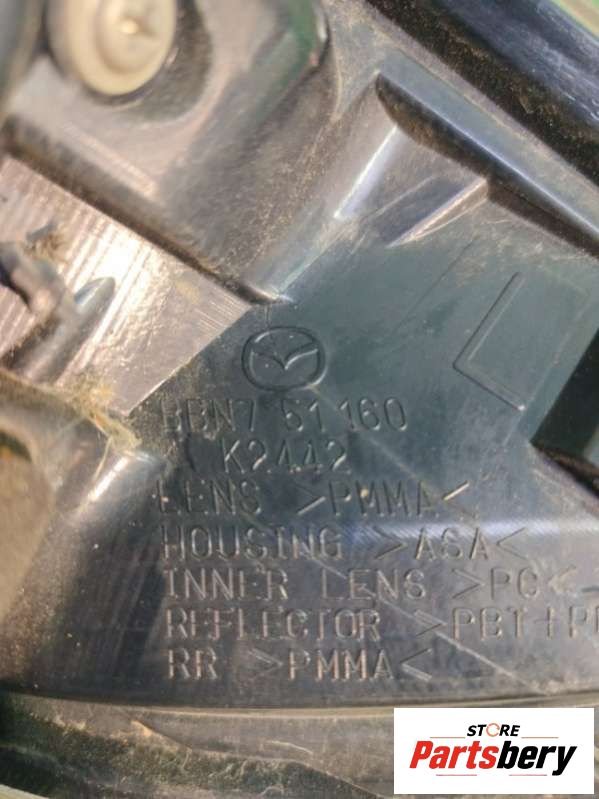 L
BBN7 51 160
K2442
LENS >PMMA<
HOUSING >ASA<
INNER LENS >PC<
REFLECTOR >PBT+P
RR >PMMA<
STORE
Partsbery